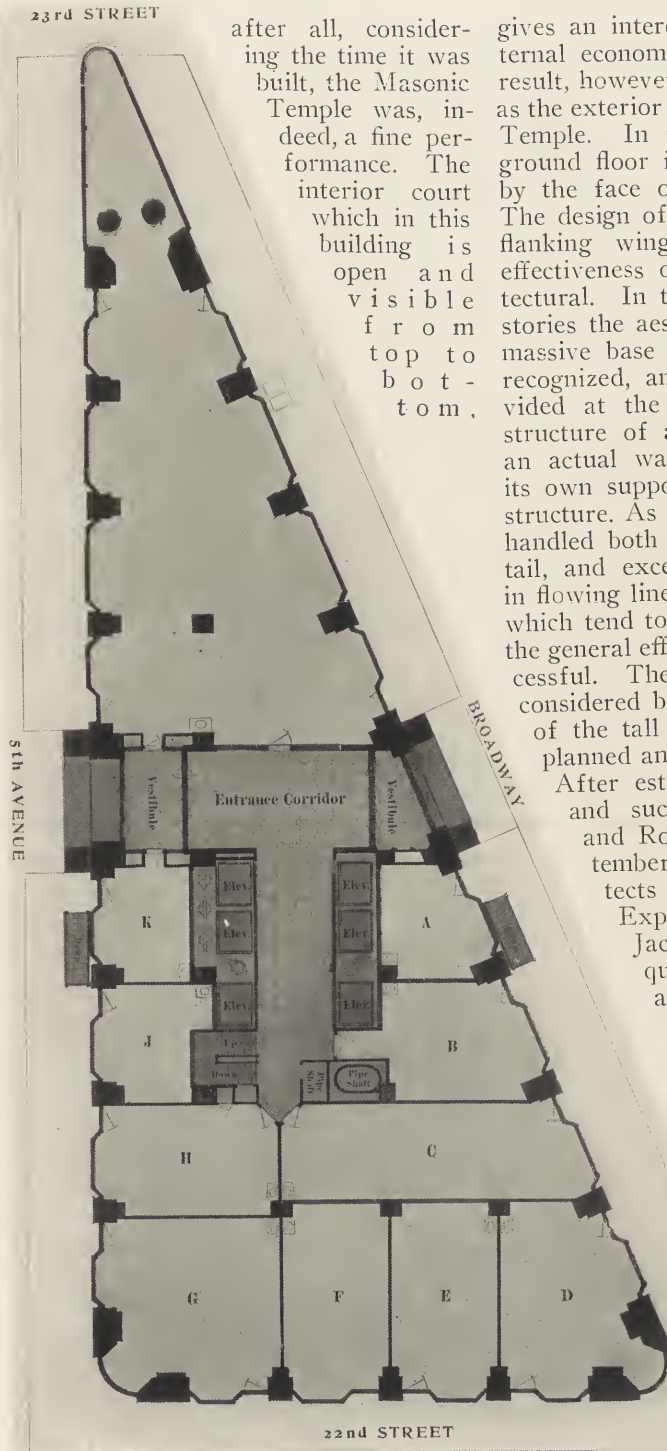 23rd STREET
after all, consider-
ing the time it was
built, the Masonic
Temple was, in-
deed, a fine per-
formance. The
interior court
which in this
building is
open and
visible
from
top to
bot-
tom,
gives an intere
ternal econom
result, howeve
as the exterior
Temple. In
ground floor i
by the face o
The design of
flanking wing
effectiveness o
tectural. In t
stories the aes
massive base
recognized, an
vided at the
structure of a
an actual wa
its own suppo
structure. As
handled both
tail, and exce
in flowing line
which tend to
the general eff
cessful. The
considered b
of the tall
planned an
After est
and suc
and Ro
tember
tects
Exp
Jac
qu
a
5th AVENUE
BROADWAY
Vestibule
Entrance Corridor
Vestibule
Elev.
Elev.
Elev.
Elev.
Elev.
Elev.
K
A
Down
J
Up
Down
B
Pipe Shaft
Pipe Shaft
H
C
G
F
E
D
22nd STREET